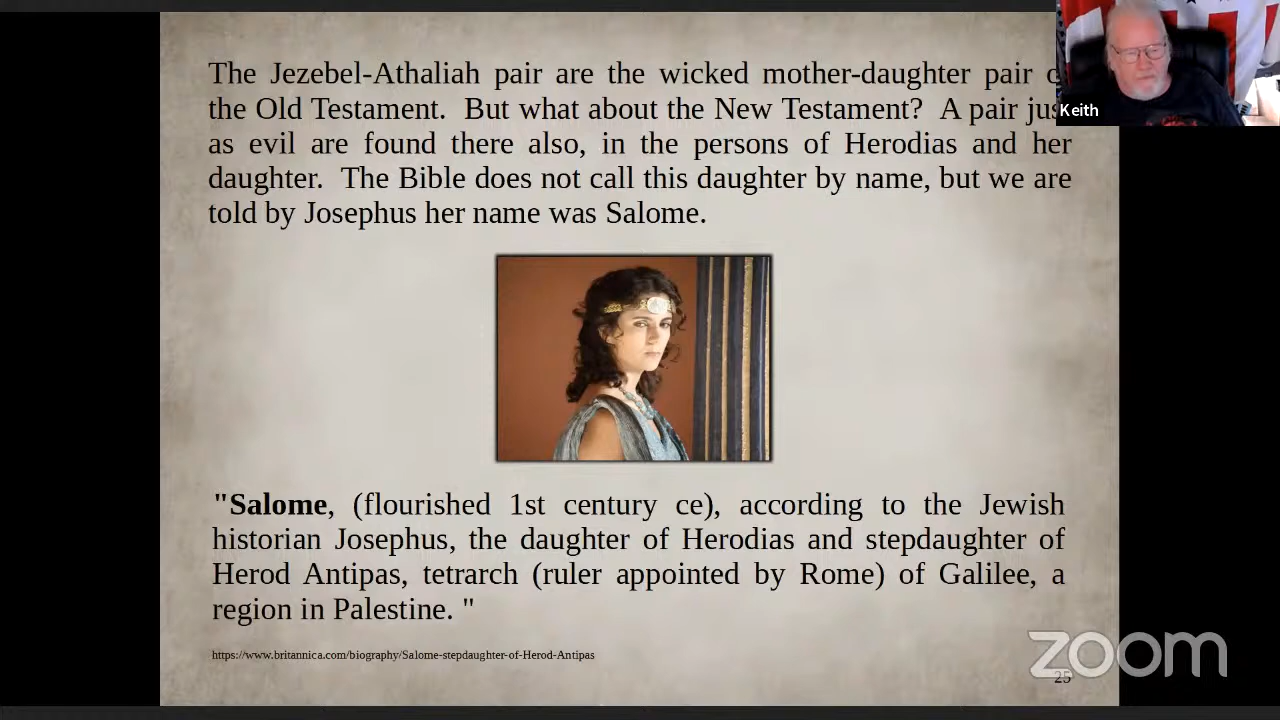 The Jezebel-Athaliah pair are the wicked mother-daughter pair
the Old Testament. But what about the New Testament? A pair
as evil are found there also, in the persons of Herodias and her
daughter. The Bible does not call this daughter by name, but we are
told by Josephus her name was Salome.
Keith
"Salome, (flourished 1st century ce), according to the Jewish
historian Josephus, the daughter of Herodias and stepdaughter of
Herod Antipas, tetrarch (ruler appointed by Rome) of Galilee, a
region in Palestine. "
https://www.britannica.com/biography/Salome-stepdaughter-of-Herod-Antipas
zoom
25